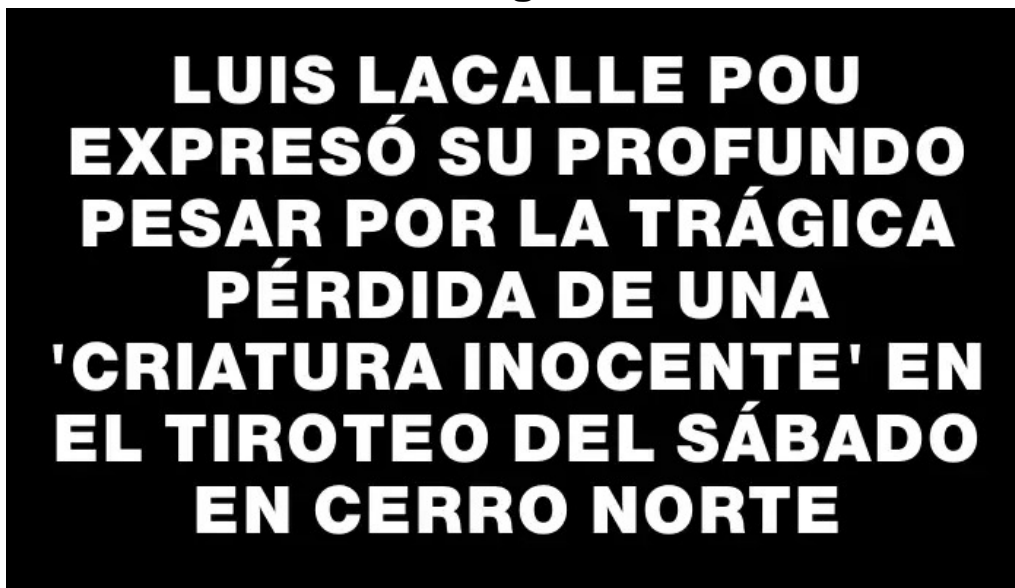 LUIS LACALLE POU
EXPRESÓ SU PROFUNDO
PESAR POR LA TRÁGICA
PÉRDIDA DE UNA
'CRIATURA INOCENTE' EN
EL TIROTEO DEL SÁBADO
EN CERRO NORTE